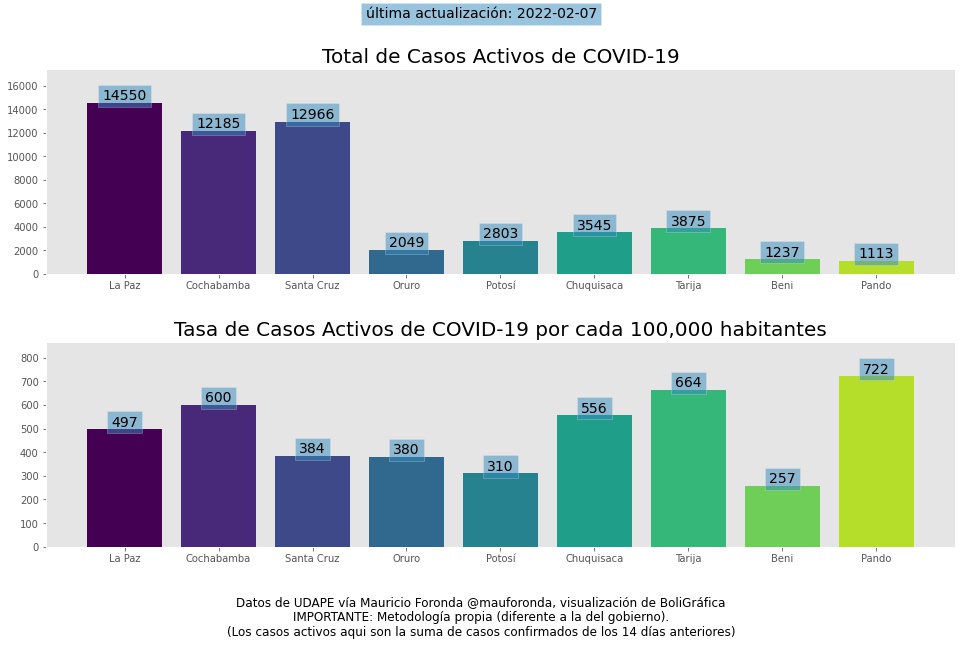 última actualización: 2022-02-07
Total de Casos Activos de COVID-19
16000
14000
12000
10000
8000
6000
4000
2000
0
14550
12185
12966
2049
2803
3545
3875
1237
1113
La Paz
Cochabamba
Santa Cruz
Oruro
Potosí
Chuquisaca
Tarija
Beni
Pando
Tasa de Casos Activos de COVID-19 por cada 100,000 habitantes
800
700
600
500
400
300
200
100
0
497
600
384
380
310
556
664
257
722
La Paz
Cochabamba
Santa Cruz
Oruro
Potosí
Chuquisaca
Tarija
Beni
Pando
Datos de UDAPE vía Mauricio Foronda @mauforonda, visualización de BoliGráfica
IMPORTANTE: Metodología propia (diferente a la del gobierno).
(Los casos activos aqui son la suma de casos confirmados de los 14 días anteriores)